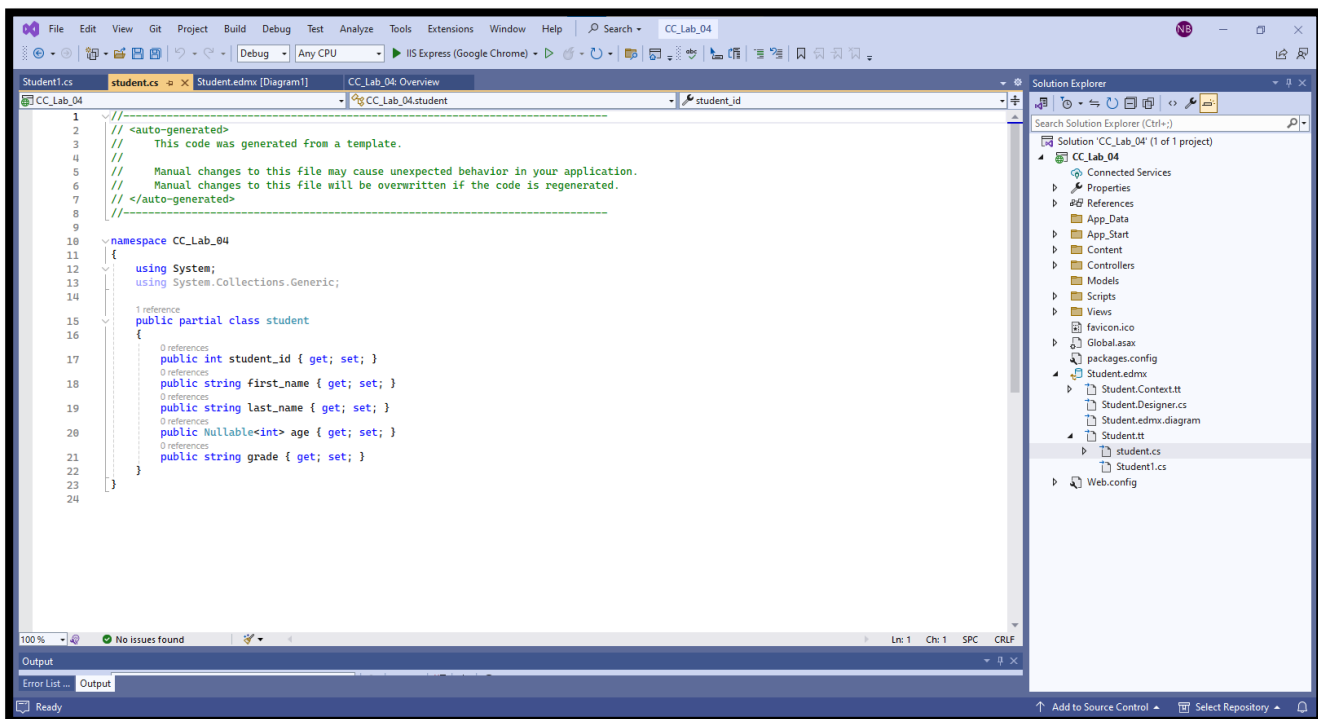 File Edit View Git Project Build Debug Test Analyze Tools Extensions Window Help Search CC_Lab_04 NB
Debug Any CPU IIS Express (Google Chrome)
Student1.cs student.cs Student.edmx [Diagram1] CC_Lab_04: Overview
CC_Lab_04 CC_Lab_04.student student_id
1 //-----------------------------------------------------------------------------
2 // <auto-generated>
3 //     This code was generated from a template.
4 //
5 //     Manual changes to this file may cause unexpected behavior in your application.
6 //     Manual changes to this file will be overwritten if the code is regenerated.
7 // </auto-generated>
8 //-----------------------------------------------------------------------------
9
10 namespace CC_Lab_04
11 {
12     using System;
13     using System.Collections.Generic;
14
1 reference
15     public partial class student
16     {
0 references
17         public int student_id { get; set; }
0 references
18         public string first_name { get; set; }
0 references
19         public string last_name { get; set; }
0 references
20         public Nullable<int> age { get; set; }
0 references
21         public string grade { get; set; }
22     }
23 }
24
100 % No issues found Ln: 1 Ch: 1 SPC CRLF
Output
Error List ... Output
Ready Add to Source Control Select Repository
Solution Explorer
Search Solution Explorer (Ctrl+;)
Solution 'CC_Lab_04' (1 of 1 project)
CC_Lab_04
Connected Services
Properties
References
App_Data
App_Start
Content
Controllers
Models
Scripts
Views
favicon.ico
Global.asax
packages.config
Student.edmx
Student.Context.tt
Student.Designer.cs
Student.edmx.diagram
Student.tt
student.cs
Student1.cs
Web.config